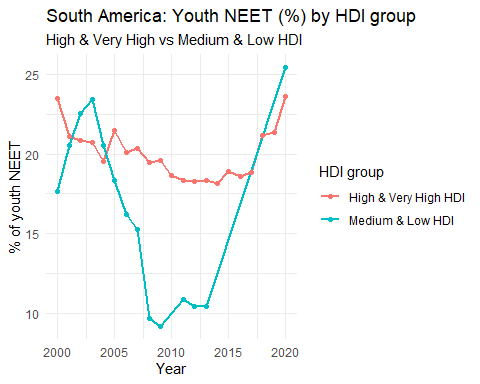 South America: Youth NEET (%) by HDI group
High & Very High vs Medium & Low HDI
25
20
15
10
% of youth NEET
2000 2005 2010 2015 2020
Year
HDI group
High & Very High HDI
Medium & Low HDI